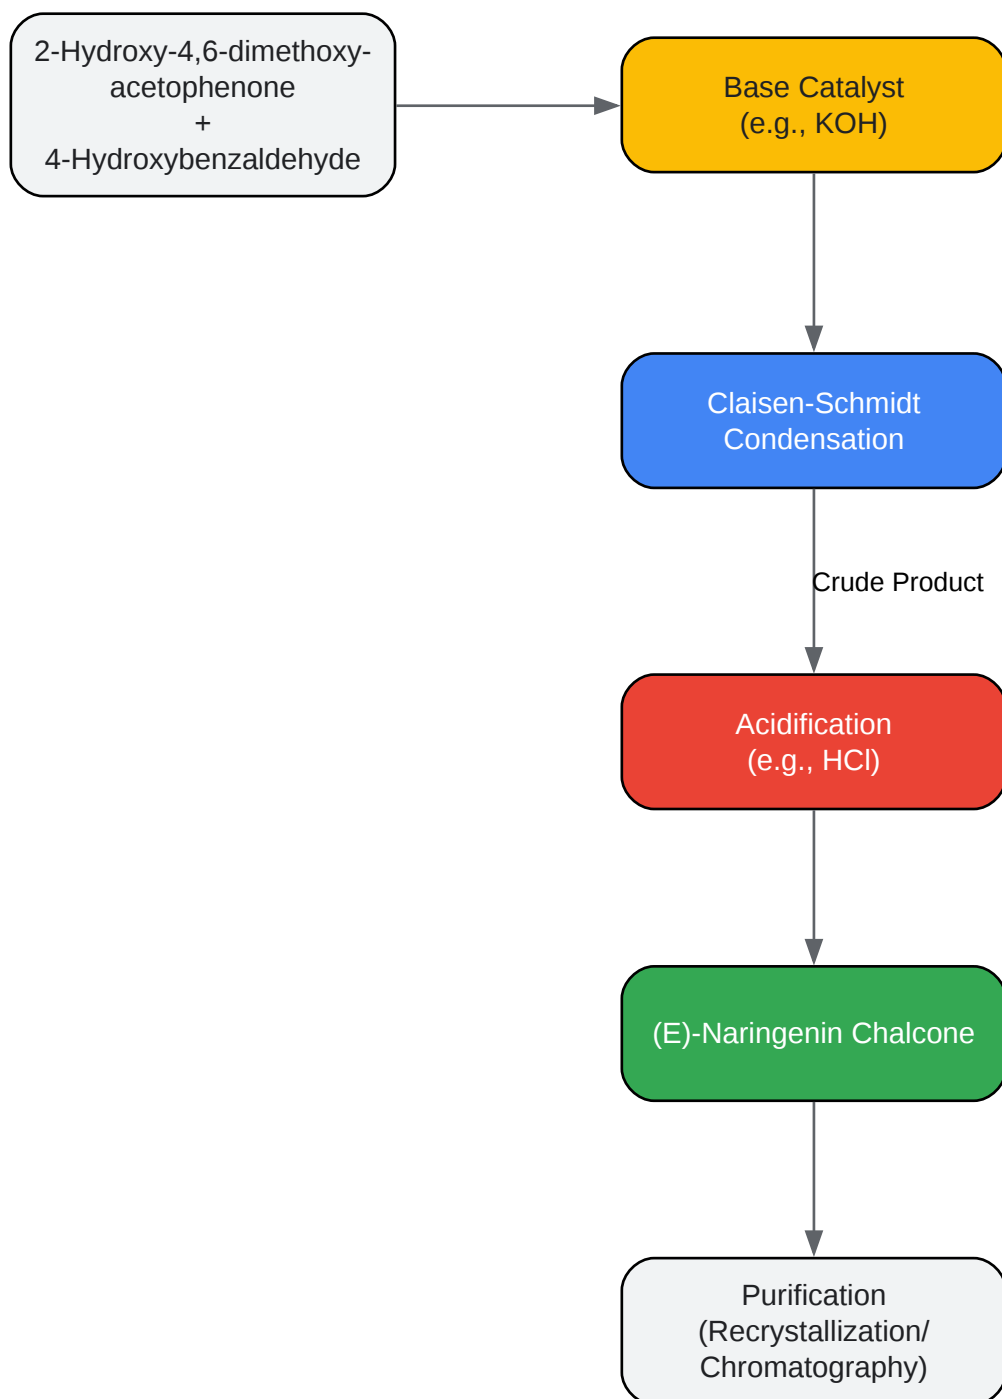 2-Hydroxy-4,6-dimethoxy-
acetophenone
+
4-Hydroxybenzaldehyde
Base Catalyst
(e.g., KOH)
Claisen-Schmidt
Condensation
Crude Product
Acidification
(e.g., HCl)
(E)-Naringenin Chalcone
Purification
(Recrystallization/
Chromatography)